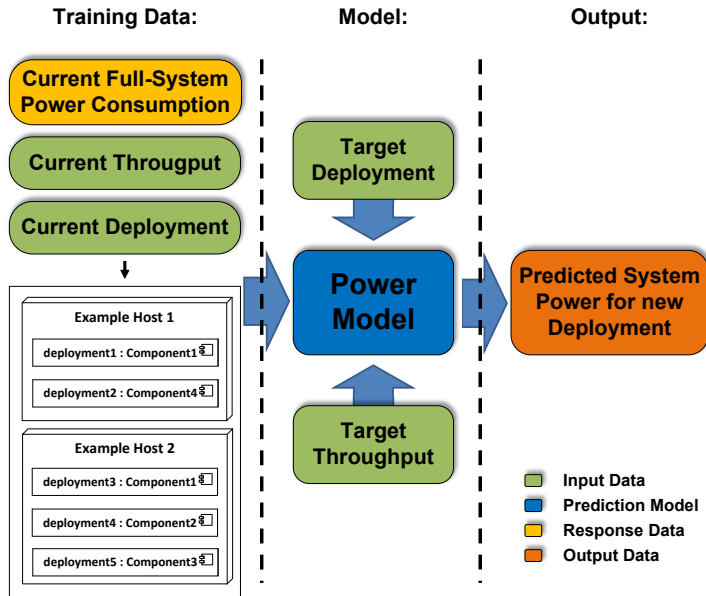 Training Data:
Model:
Output:
Current Full-System
Power Consumption
Current Througput
Current Deployment
Example Host 1
deployment1 : Component1
deployment2 : Component4
Example Host 2
deployment3 : Component1
deployment4 : Component2
deployment5 : Component3
Target
Deployment
Power
Model
Target
Throughput
Predicted System
Power for new
Deployment
Input Data
Prediction Model
Response Data
Output Data